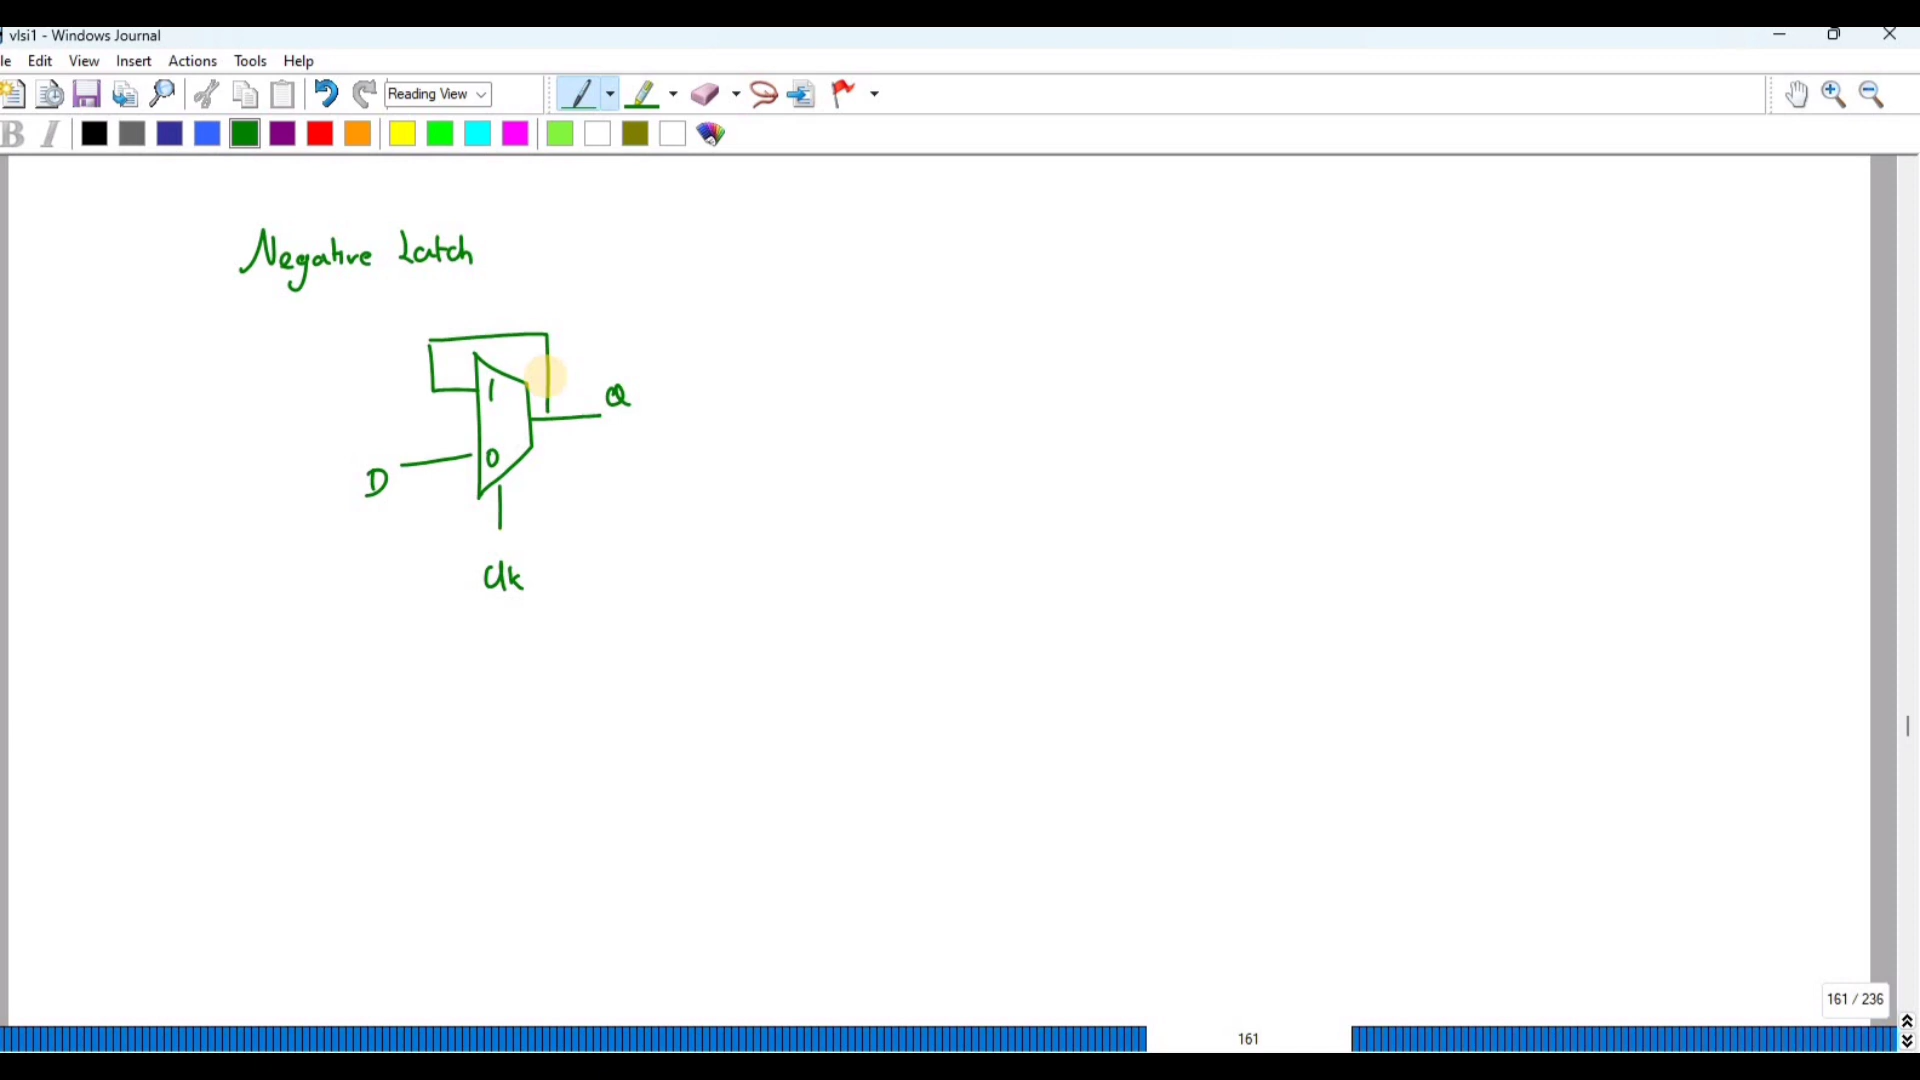 vlsi1 - Windows Journal
le Edit View Insert Actions Tools Help
Reading View
B I
Negative Latch
1
Q
0
D
Clk
161 / 236
161